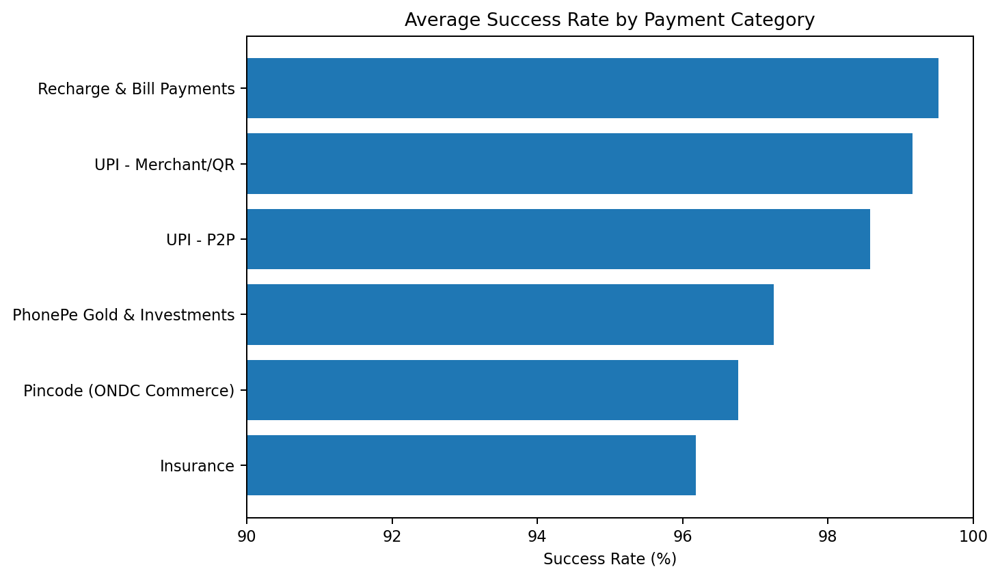 Average Success Rate by Payment Category
Recharge & Bill Payments
UPI - Merchant/QR
UPI - P2P
PhonePe Gold & Investments
Pincode (ONDC Commerce)
Insurance
90 92 94 96 98 100
Success Rate (%)